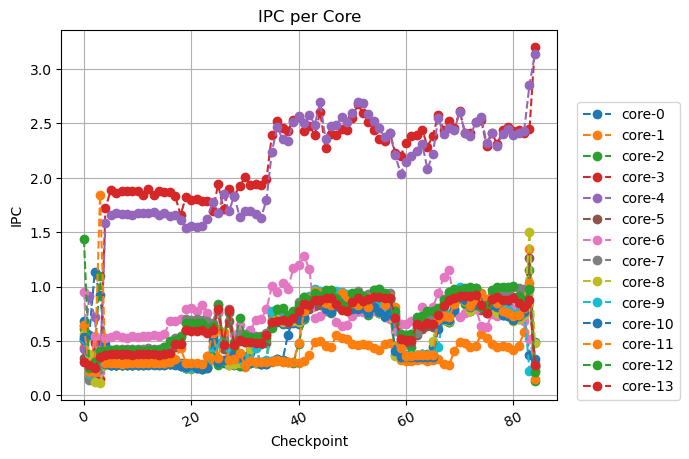 IPC per Core
IPC
3.0
2.5
2.0
1.5
1.0
0.5
0.0
0
20
40
60
80
Checkpoint
core-0
core-1
core-2
core-3
core-4
core-5
core-6
core-7
core-8
core-9
core-10
core-11
core-12
core-13